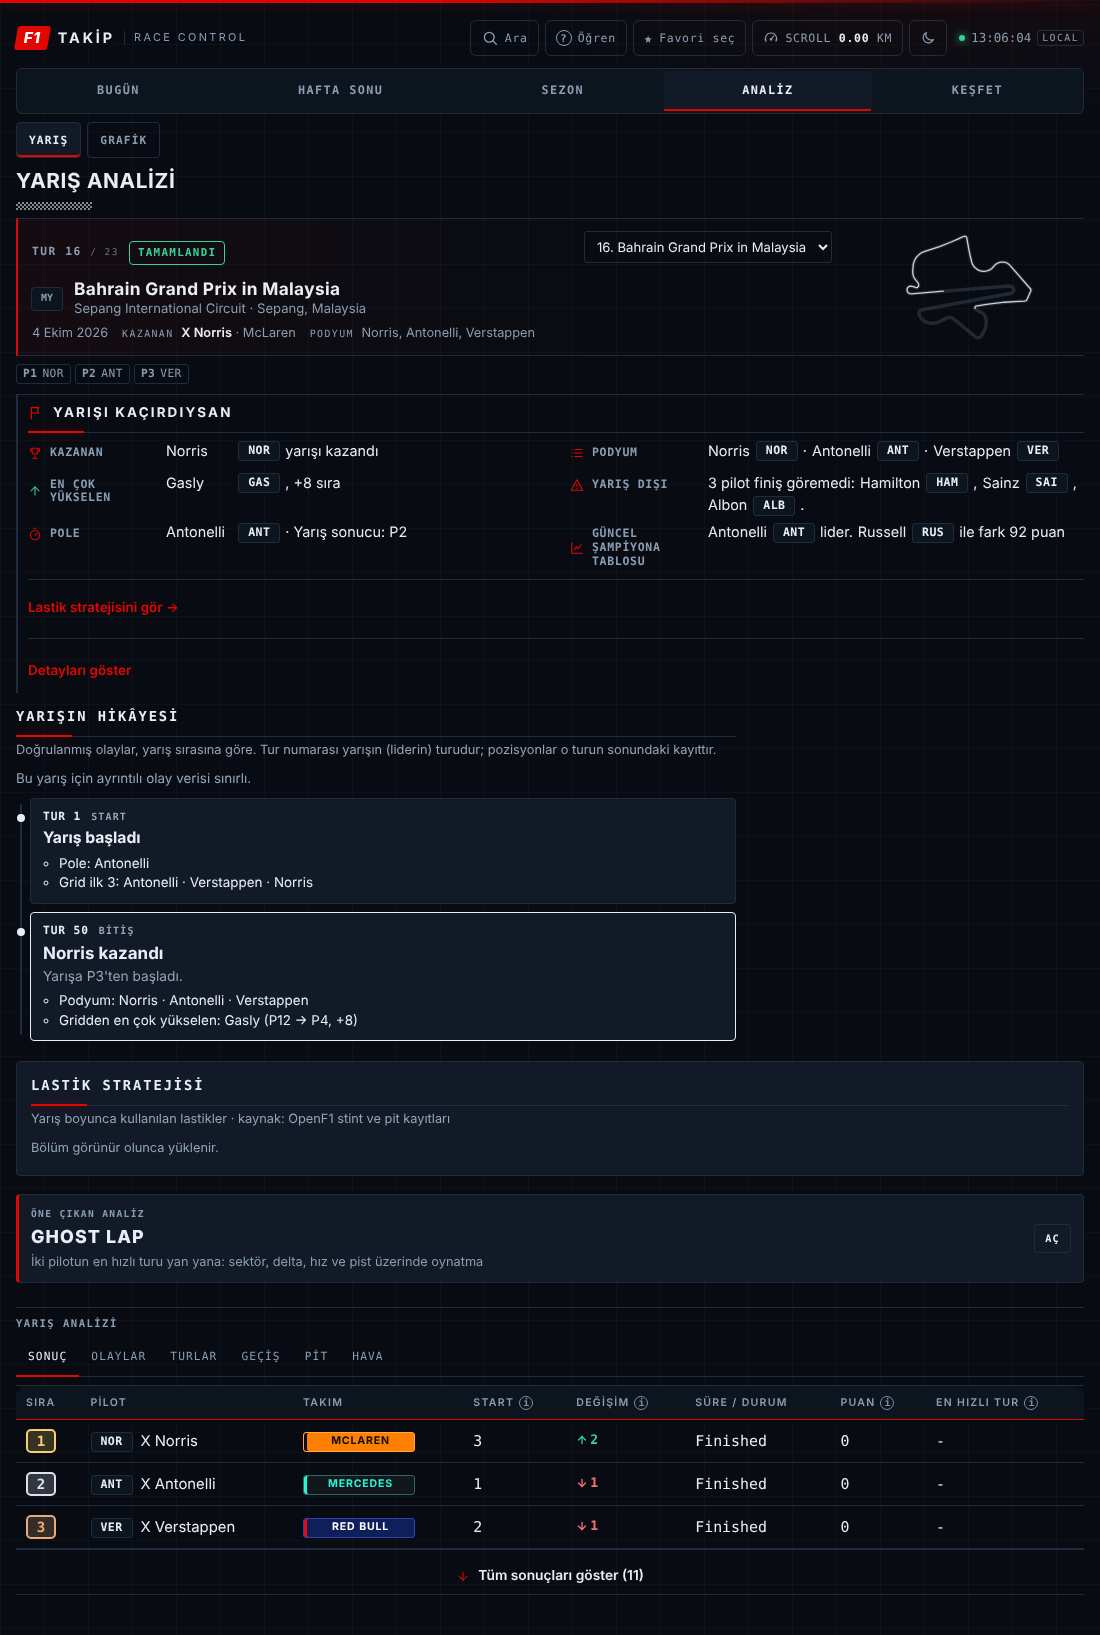 F1 TAKİP RACE CONTROL
Ara
? Öğren
★ Favori seç
SCROLL 0.00 KM
13:06:04 LOCAL
BUGÜN
HAFTA SONU
SEZON
ANALİZ
KEŞFET
YARIŞ
GRAFİK
YARIŞ ANALİZİ
TUR 16 / 23 TAMAMLANDI
16. Bahrain Grand Prix in Malaysia
MY
Bahrain Grand Prix in Malaysia
Sepang International Circuit · Sepang, Malaysia
4 Ekim 2026 KAZANAN X Norris · McLaren PODYUM Norris, Antonelli, Verstappen
P1 NOR
P2 ANT
P3 VER
YARIŞI KAÇIRDIYSAN
KAZANAN Norris NOR yarışı kazandı
PODYUM Norris NOR · Antonelli ANT · Verstappen VER
EN ÇOK
YÜKSELEN
Gasly GAS , +8 sıra
YARIŞ DIŞI
3 pilot finiş göremedi: Hamilton HAM , Sainz SAI ,
Albon ALB .
POLE Antonelli ANT · Yarış sonucu: P2
GÜNCEL
ŞAMPİYONA
TABLOSU
Antonelli ANT lider. Russell RUS ile fark 92 puan
Lastik stratejisini gör →
Detayları göster
YARIŞIN HİKÂYESİ
Doğrulanmış olaylar, yarış sırasına göre. Tur numarası yarışın (liderin) turudur; pozisyonlar o turun sonundaki kayıttır.
Bu yarış için ayrıntılı olay verisi sınırlı.
TUR 1 START
Yarış başladı
Pole: Antonelli
Grid ilk 3: Antonelli · Verstappen · Norris
TUR 50 BİTİŞ
Norris kazandı
Yarışa P3'ten başladı.
Podyum: Norris · Antonelli · Verstappen
Gridden en çok yükselen: Gasly (P12 → P4, +8)
LASTİK STRATEJİSİ
Yarış boyunca kullanılan lastikler · kaynak: OpenF1 stint ve pit kayıtları
Bölüm görünür olunca yüklenir.
ÖNE ÇIKAN ANALİZ
GHOST LAP
İki pilotun en hızlı turu yan yana: sektör, delta, hız ve pist üzerinde oynatma
AÇ
YARIŞ ANALİZİ
SONUÇ OLAYLAR TURLAR GEÇİŞ PİT HAVA
SIRA PİLOT TAKIM START i DEĞİŞİM i SÜRE / DURUM PUAN i EN HIZLI TUR i
1 NOR X Norris MCLAREN 3 ↑2 Finished 0 -
2 ANT X Antonelli MERCEDES 1 ↓1 Finished 0 -
3 VER X Verstappen RED BULL 2 ↓1 Finished 0 -
↓ Tüm sonuçları göster (11)